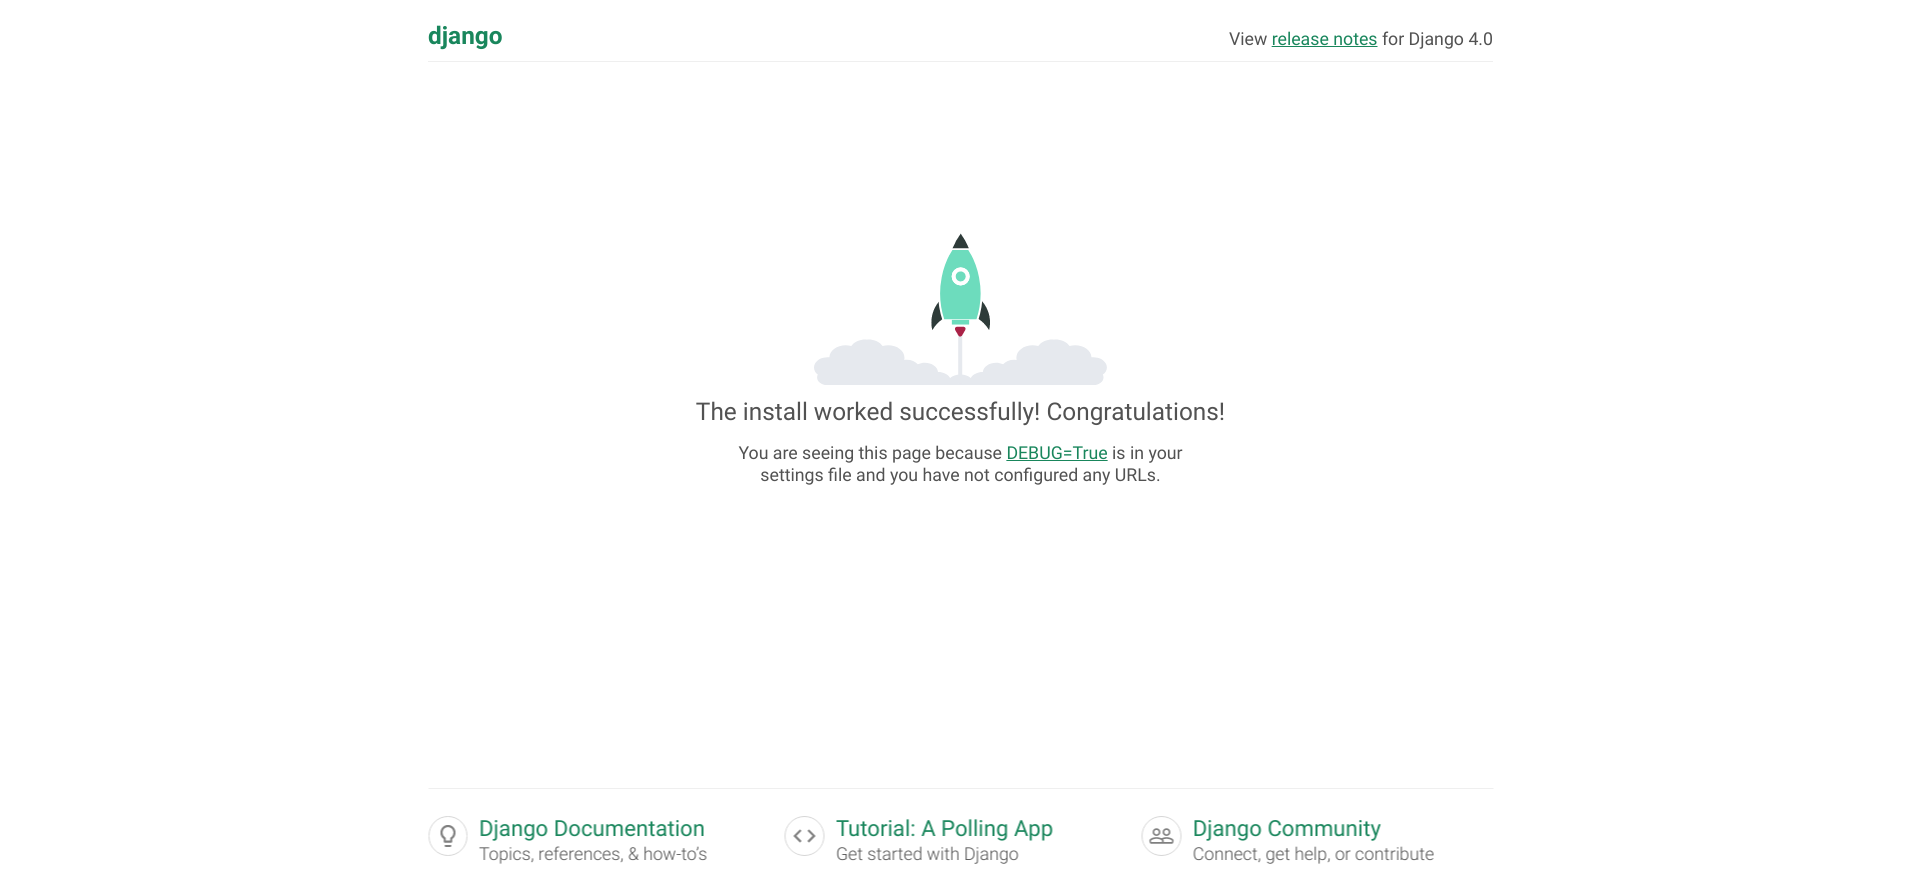 django
View release notes for Django 4.0
The install worked successfully! Congratulations!
You are seeing this page because DEBUG=True is in your
settings file and you have not configured any URLs.
Django Documentation
Topics, references, & how-to’s
Tutorial: A Polling App
Get started with Django
Django Community
Connect, get help, or contribute